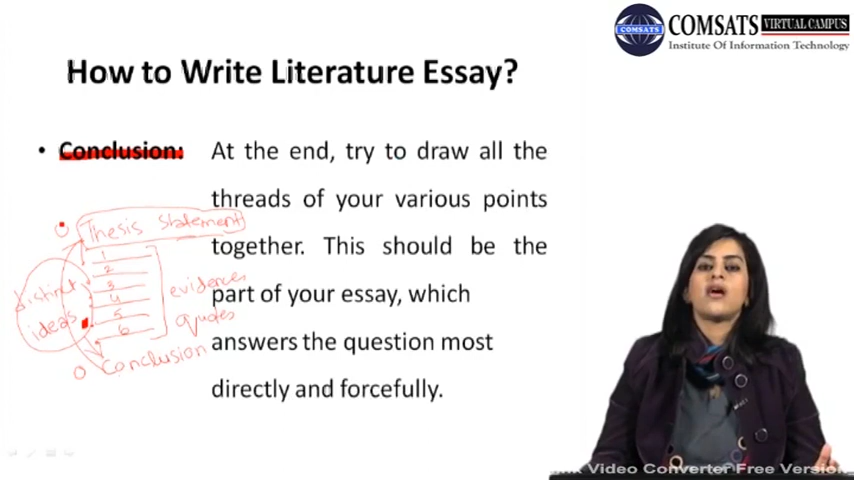 COMSATS VIRTUAL CAMPUS
COMSATS
Institute Of Information Technology
How to Write Literature Essay?
• Conclusion: At the end, try to draw all the
threads of your various points
together. This should be the
part of your essay, which
answers the question most
directly and forcefully.
Thesis Statement
1
2
3
4
5
6
distinct
ideas
evidences
quotes
Conclusion
Video Converter Free Version